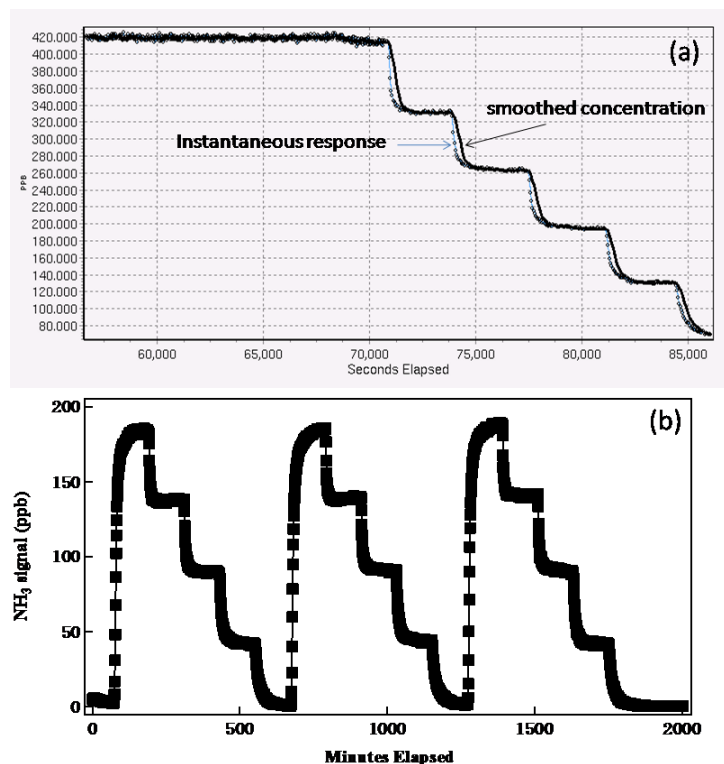 (a)
420.000
400.000
380.000
360.000
340.000
320.000
300.000
280.000
260.000
240.000
220.000
200.000
180.000
160.000
140.000
120.000
100.000
80.000
PPB
smoothed concentration
Instantaneous response
60,000 65,000 70,000 75,000 80,000 85,000
Seconds Elapsed
(b)
200
150
100
50
0
NH3 signal (ppb)
0 500 1000 1500 2000
Minutes Elapsed